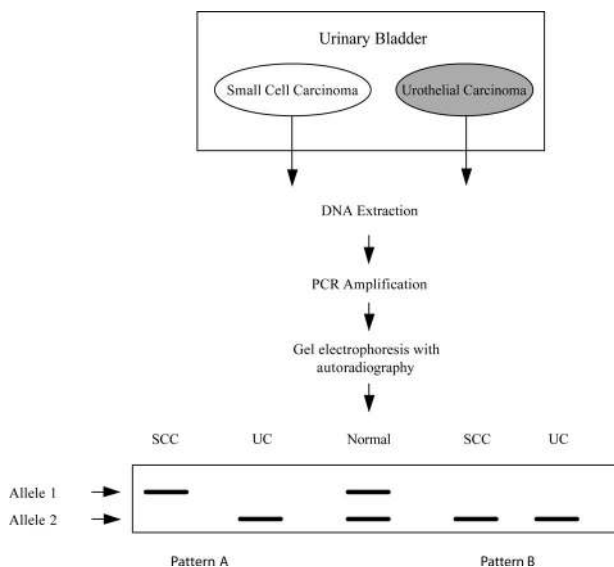 Urinary Bladder
Small Cell Carcinoma
Urothelial Carcinoma
DNA Extraction
PCR Amplification
Gel electrophoresis with
autoradiography
SCC UC Normal SCC UC
Allele 1
Allele 2
Pattern A Pattern B